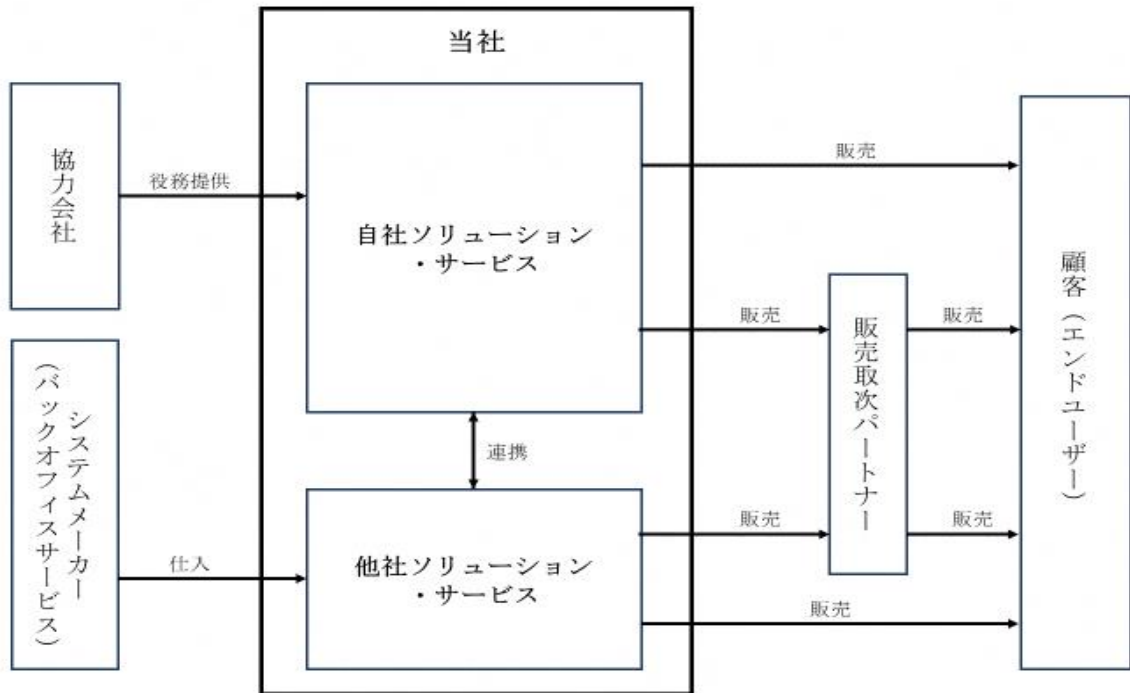 当社
協力会社
役務提供
自社ソリューション
・サービス
販売
販売
販売取次パートナー
販売
顧客（エンドユーザー）
連携
システムメーカー
（バックオフィスサービス）
仕入
他社ソリューション
・サービス
販売
販売
販売